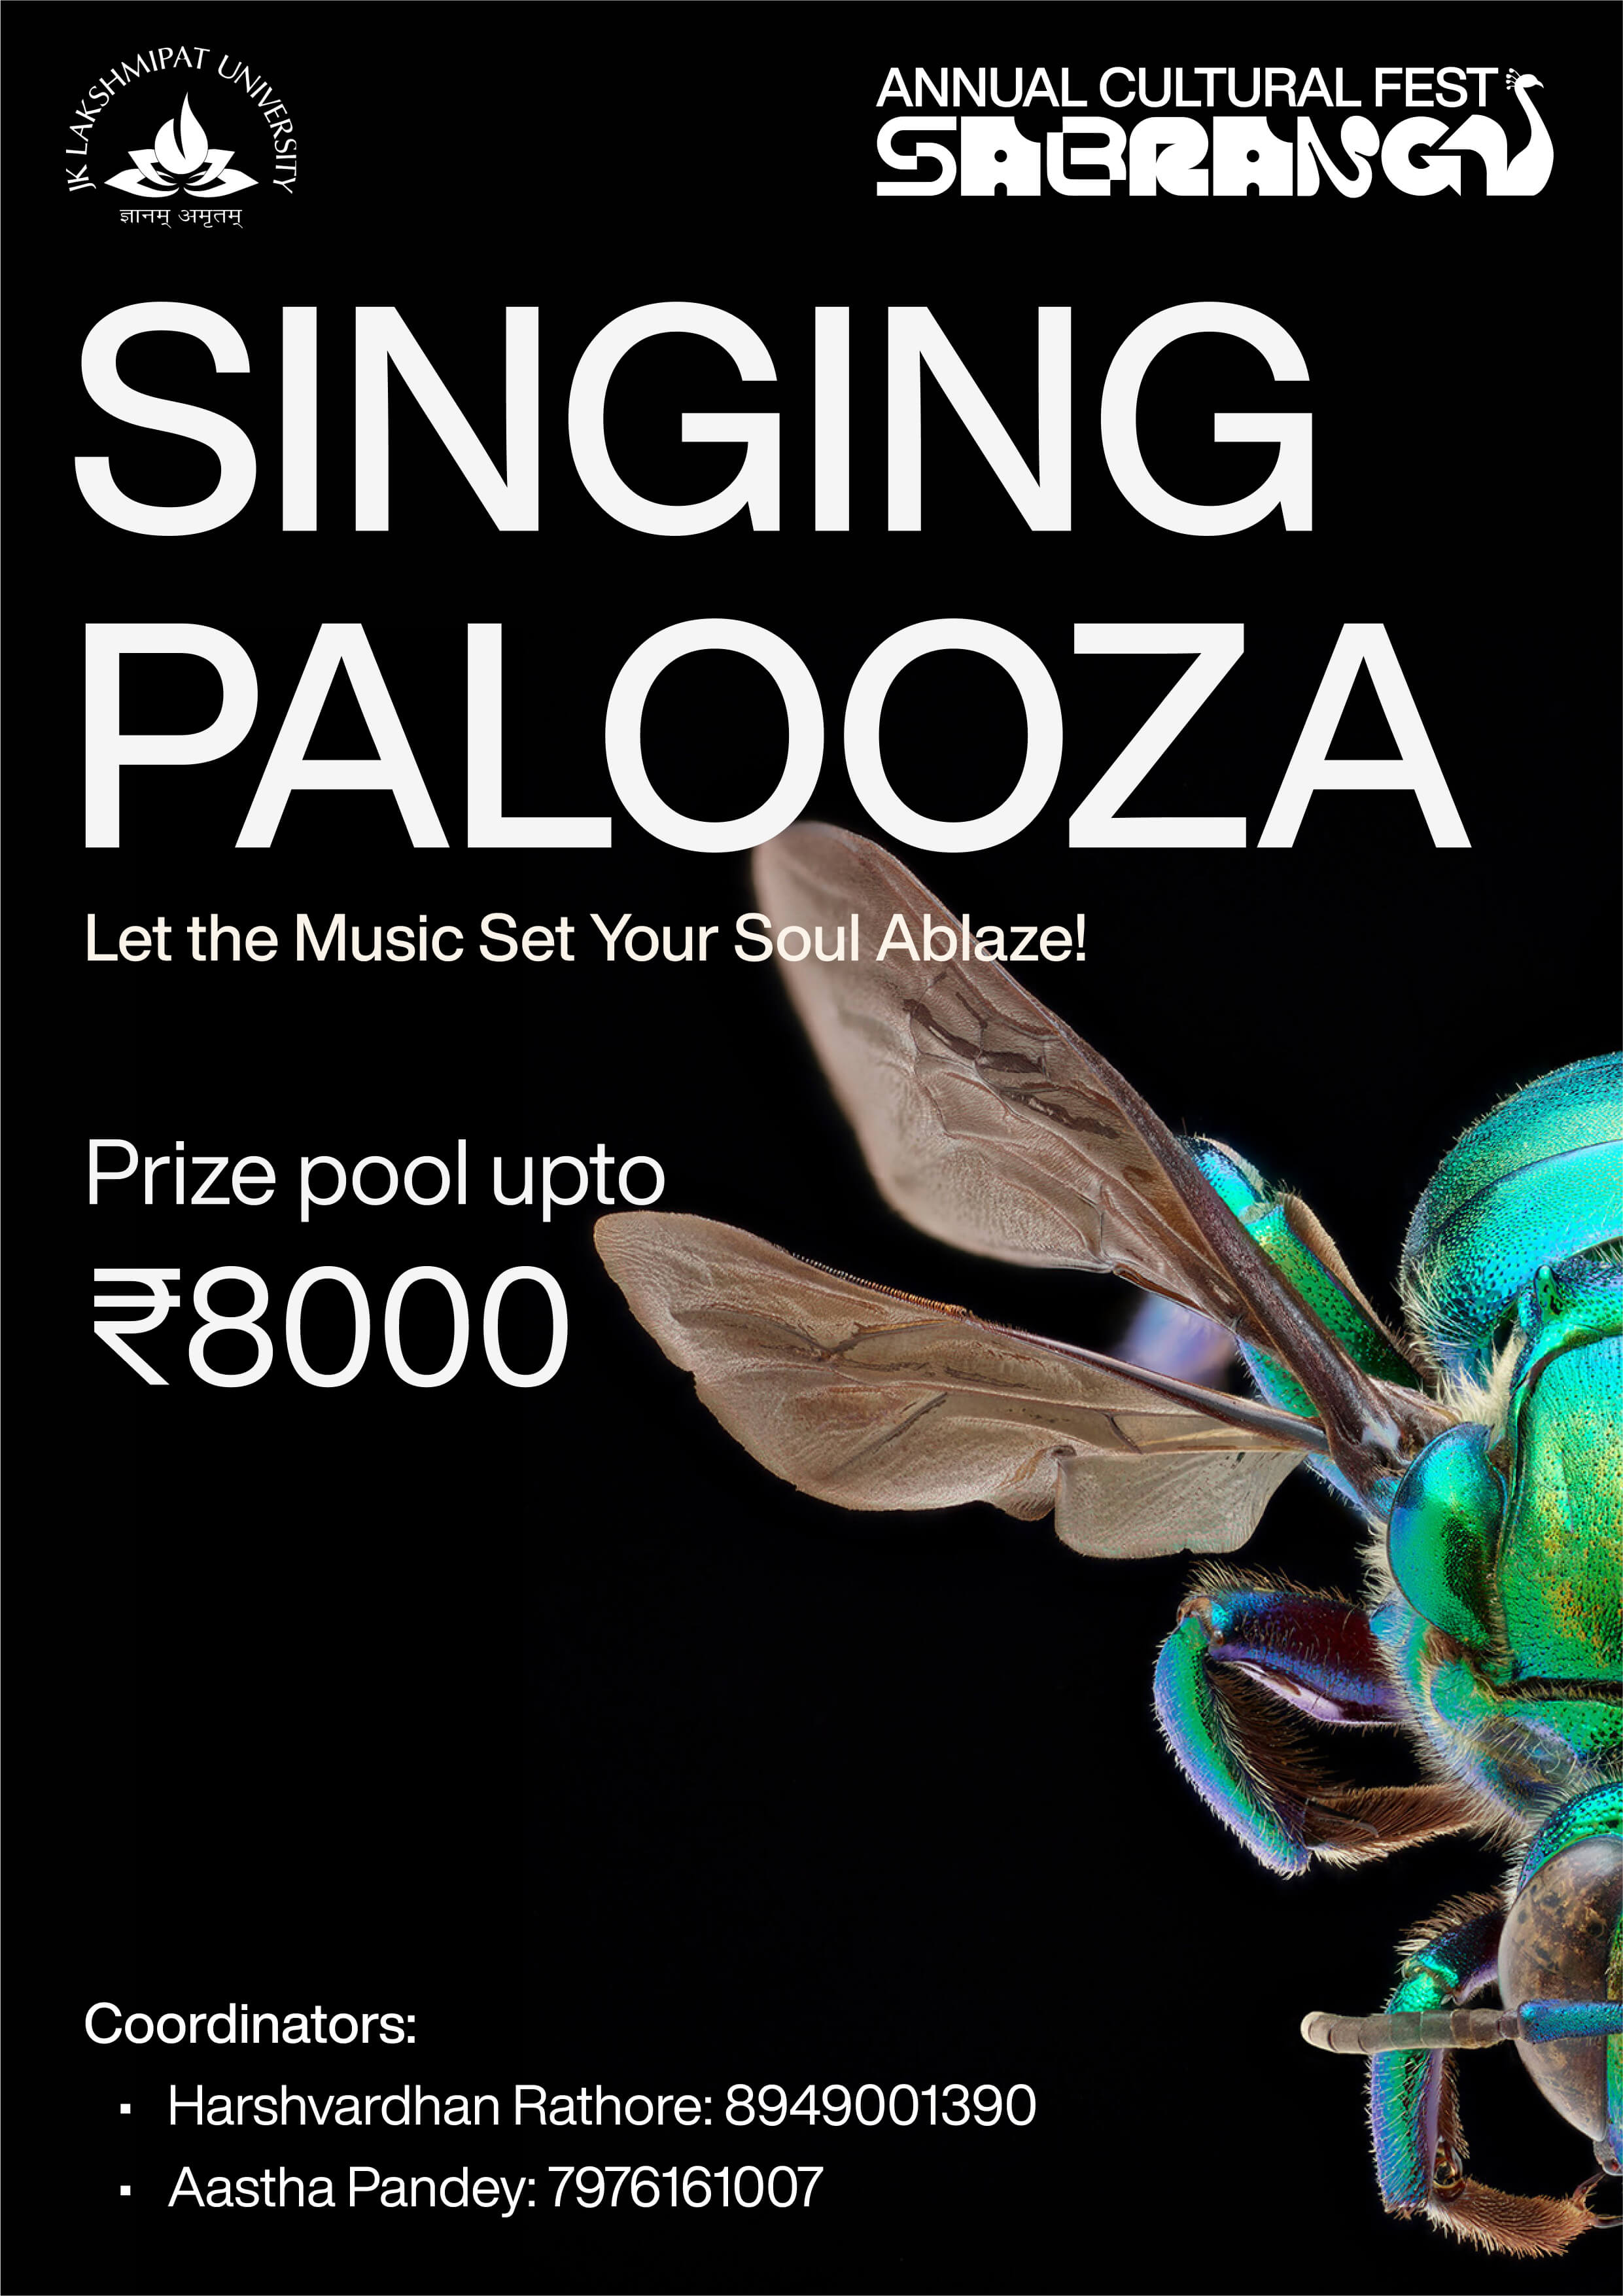 JK LAKSHMIPAT UNIVERSITY
ज्ञानम् अमृतम्
ANNUAL CULTURAL FEST
SABRANG
SINGING
PALOOZA
Let the Music Set Your Soul Ablaze!
Prize pool upto
₹8000
Coordinators:
▪ Harshvardhan Rathore: 8949001390
▪ Aastha Pandey: 7976161007